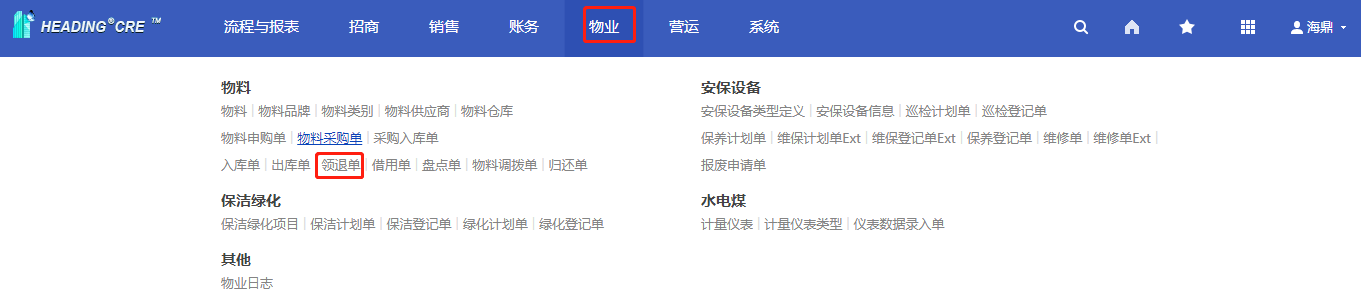 HEADING®CRE ™ 流程与报表 招商 销售 账务 物业 营运 系统 海鼎
物料
物料 | 物料品牌 | 物料类别 | 物料供应商 | 物料仓库
物料申购单 | 物料采购单 | 采购入库单
入库单 | 出库单 | 领退单 | 借用单 | 盘点单 | 物料调拨单 | 归还单
保洁绿化
保洁绿化项目 | 保洁计划单 | 保洁登记单 | 绿化计划单 | 绿化登记单
其他
物业日志
安保设备
安保设备类型定义 | 安保设备信息 | 巡检计划单 | 巡检登记单
保养计划单 | 维保计划单Ext | 维保登记单Ext | 保养登记单 | 维修单 | 维修单Ext |
报废申请单
水电煤
计量仪表 | 计量仪表类型 | 仪表数据录入单